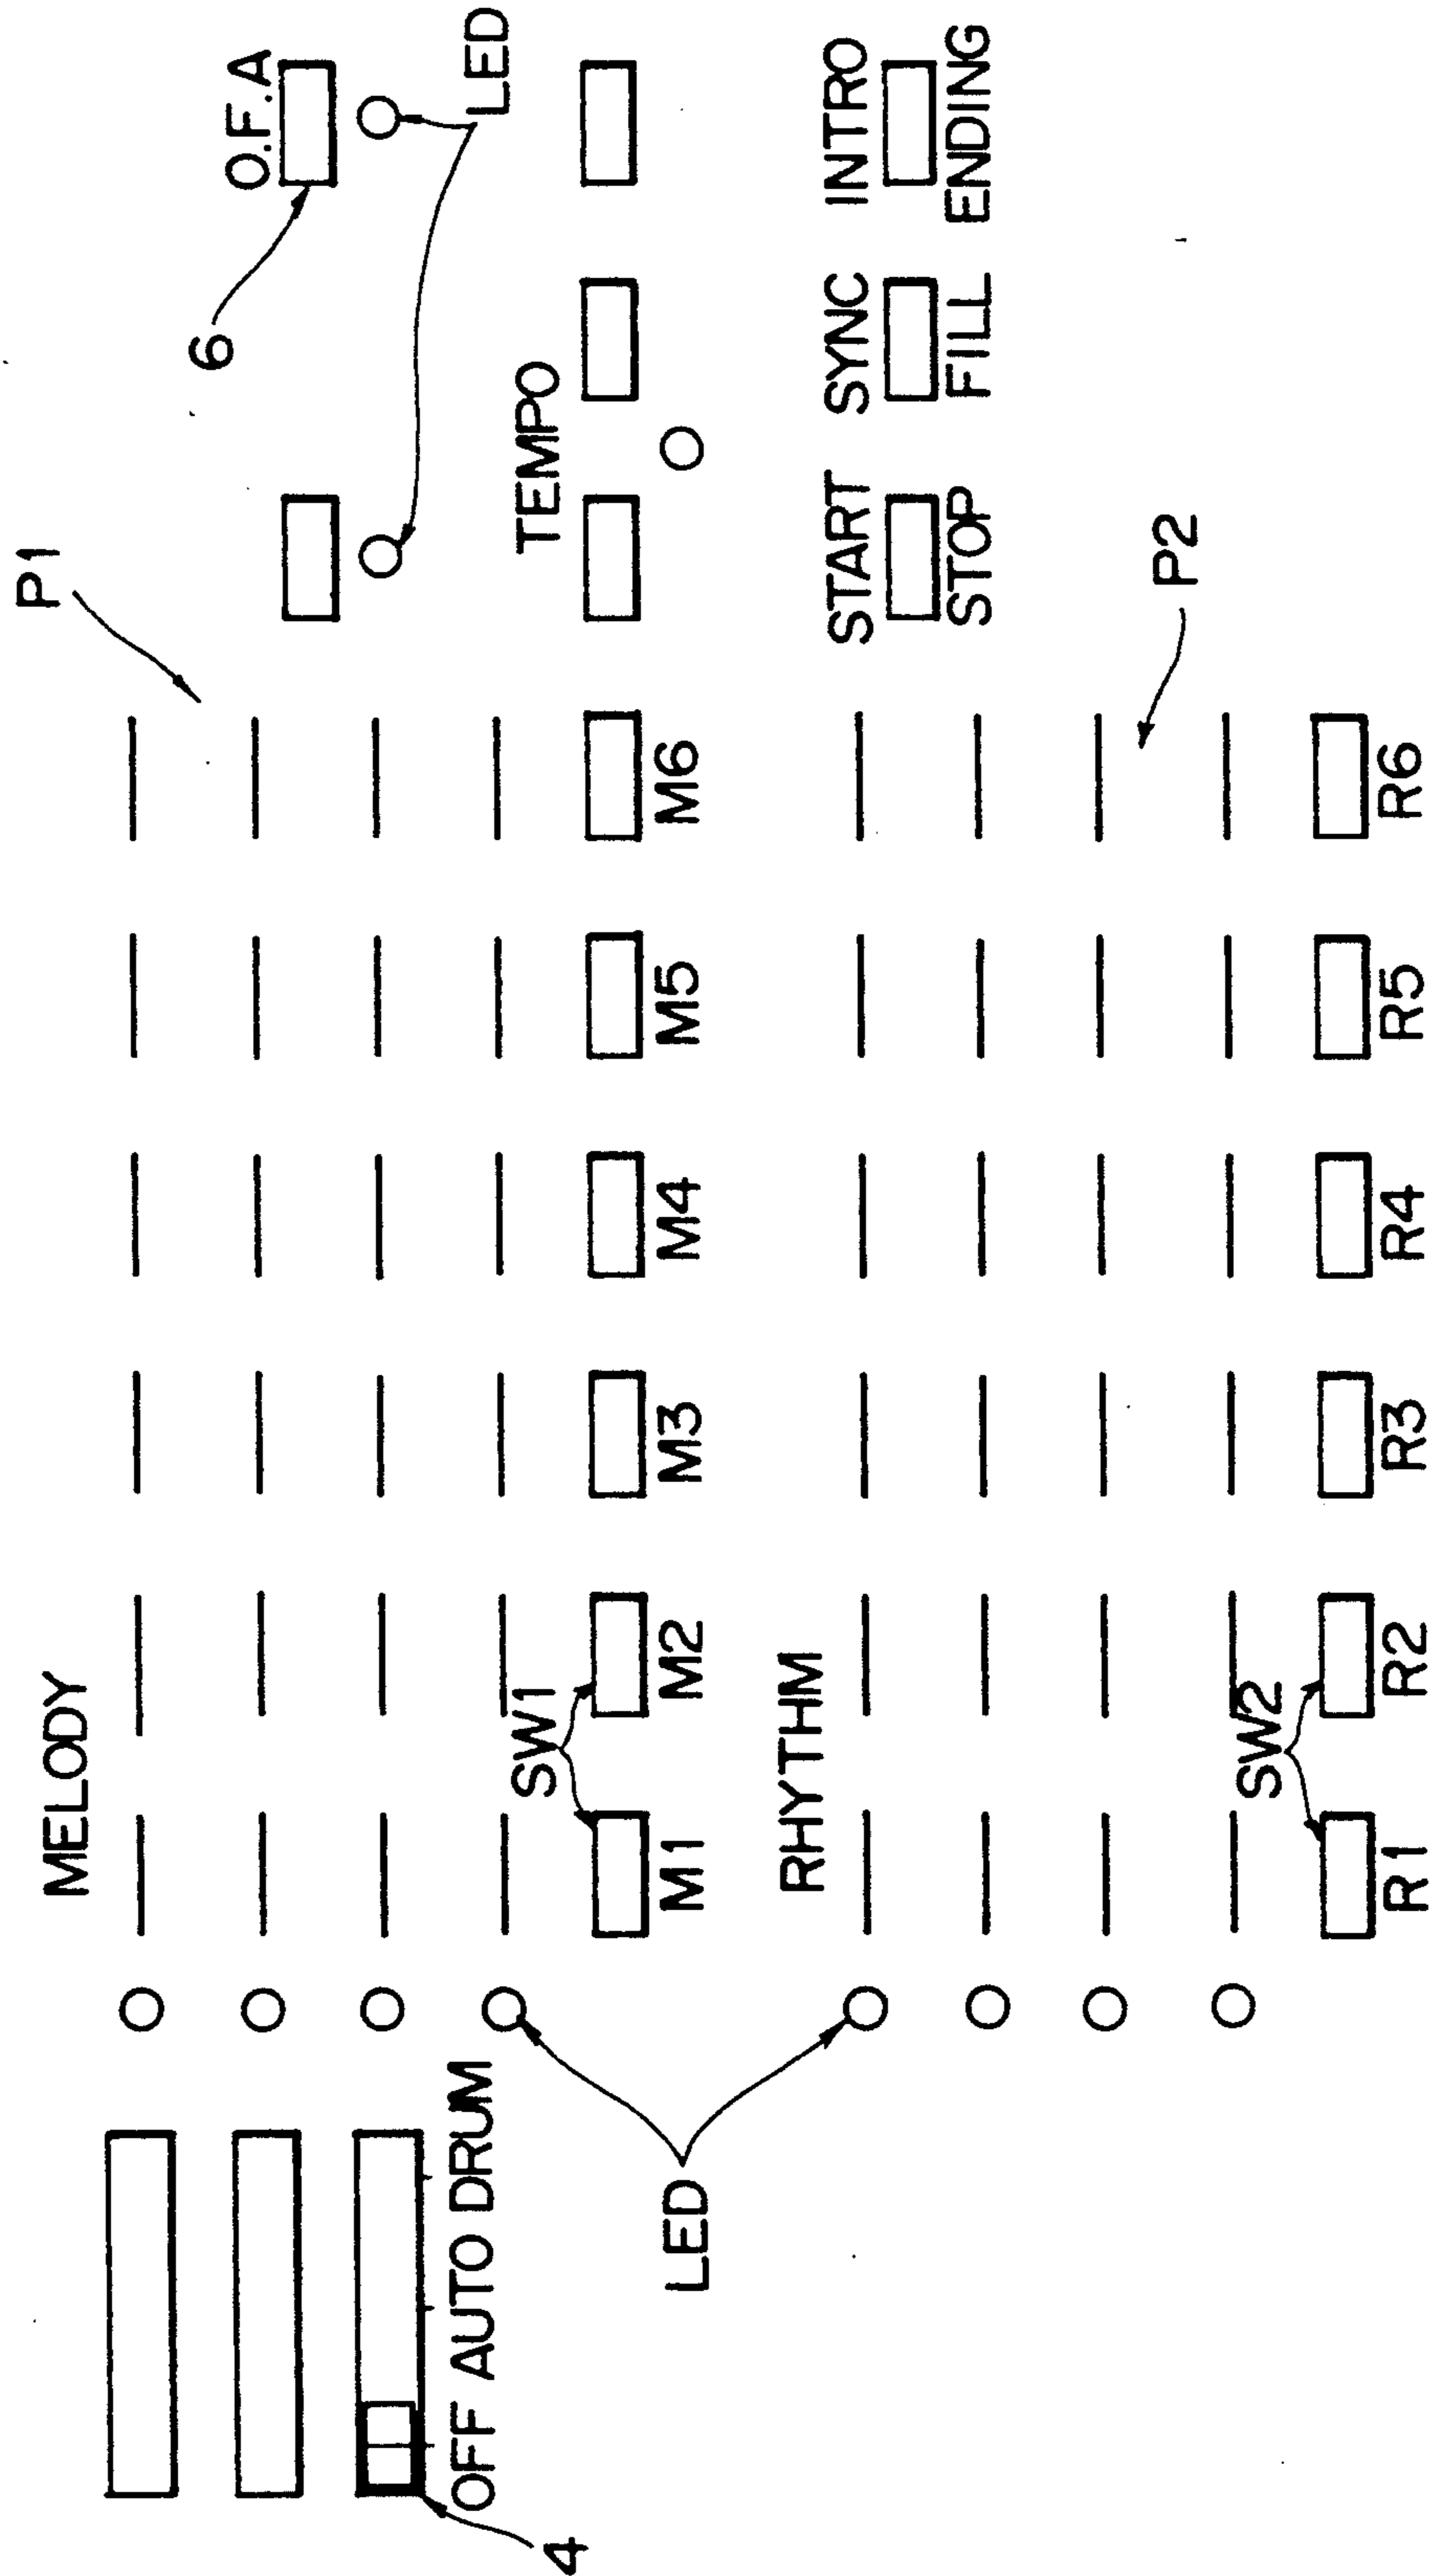 P1
MELODY
O.F.A
6
LED
TEMPO
SW1
M1 M2 M3 M4 M5 M6
OFF AUTO DRUM
4
LED
RHYTHM
START SYNC INTRO
STOP FILL ENDING
P2
SW2
R1 R2 R3 R4 R5 R6